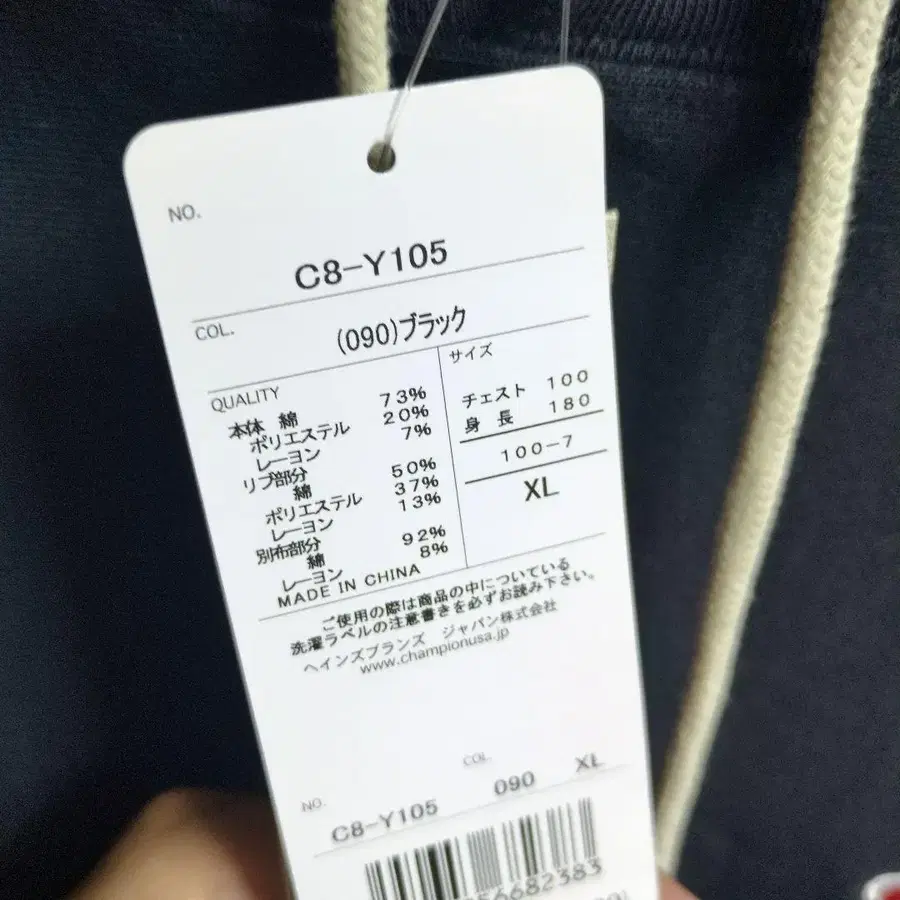 NO.
C8-Y105
COL.
(090)ブラック
QUALITY
本体 綿 73%
ポリエステル 20%
レーヨン 7%
リブ部分
綿 50%
ポリエステル 37%
レーヨン 13%
別布部分
綿 92%
レーヨン 8%
MADE IN CHINA
サイズ
チェスト 100
身長 180
100-7
XL
ご使用の際は商品の中についている
洗濯ラベルの注意書きを必ずお読み下さい。
ヘインズブランズ ジャパン株式会社
www.championusa.jp
NO. COL.
C8-Y105 090 XL
56682383